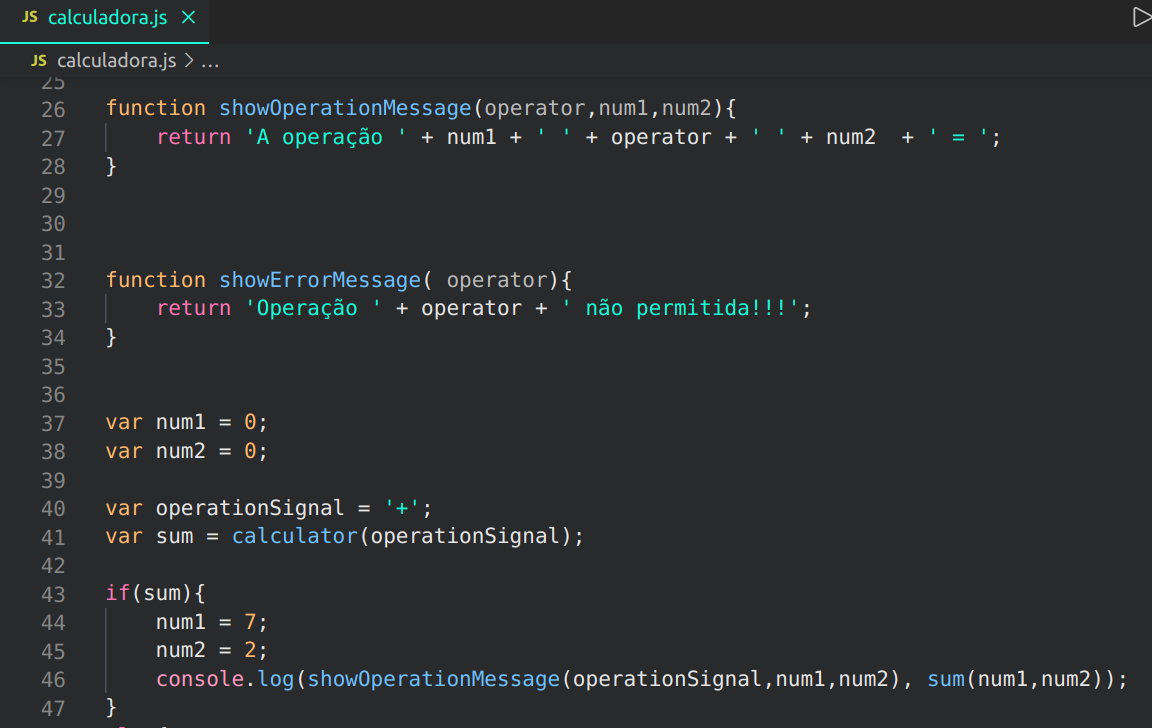 JS calculadora.js ×
JS calculadora.js > ...
25
26 function showOperationMessage(operator,num1,num2){
27 return 'A operação ' + num1 + ' ' + operator + ' ' + num2  + ' = ';
28 }
29
30
31
32 function showErrorMessage( operator){
33 return 'Operação ' + operator + ' não permitida!!!';
34 }
35
36
37 var num1 = 0;
38 var num2 = 0;
39
40 var operationSignal = '+';
41 var sum = calculator(operationSignal);
42
43 if(sum){
44 num1 = 7;
45 num2 = 2;
46 console.log(showOperationMessage(operationSignal,num1,num2), sum(num1,num2));
47 }